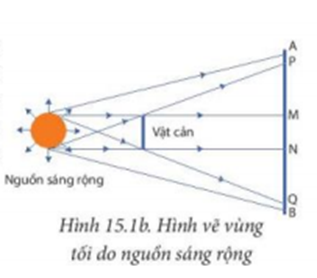 A
P
M
Vật cản
N
Nguồn sáng rộng
Q
B
Hình 15.1b. Hình vẽ vùng
tối do nguồn sáng rộng